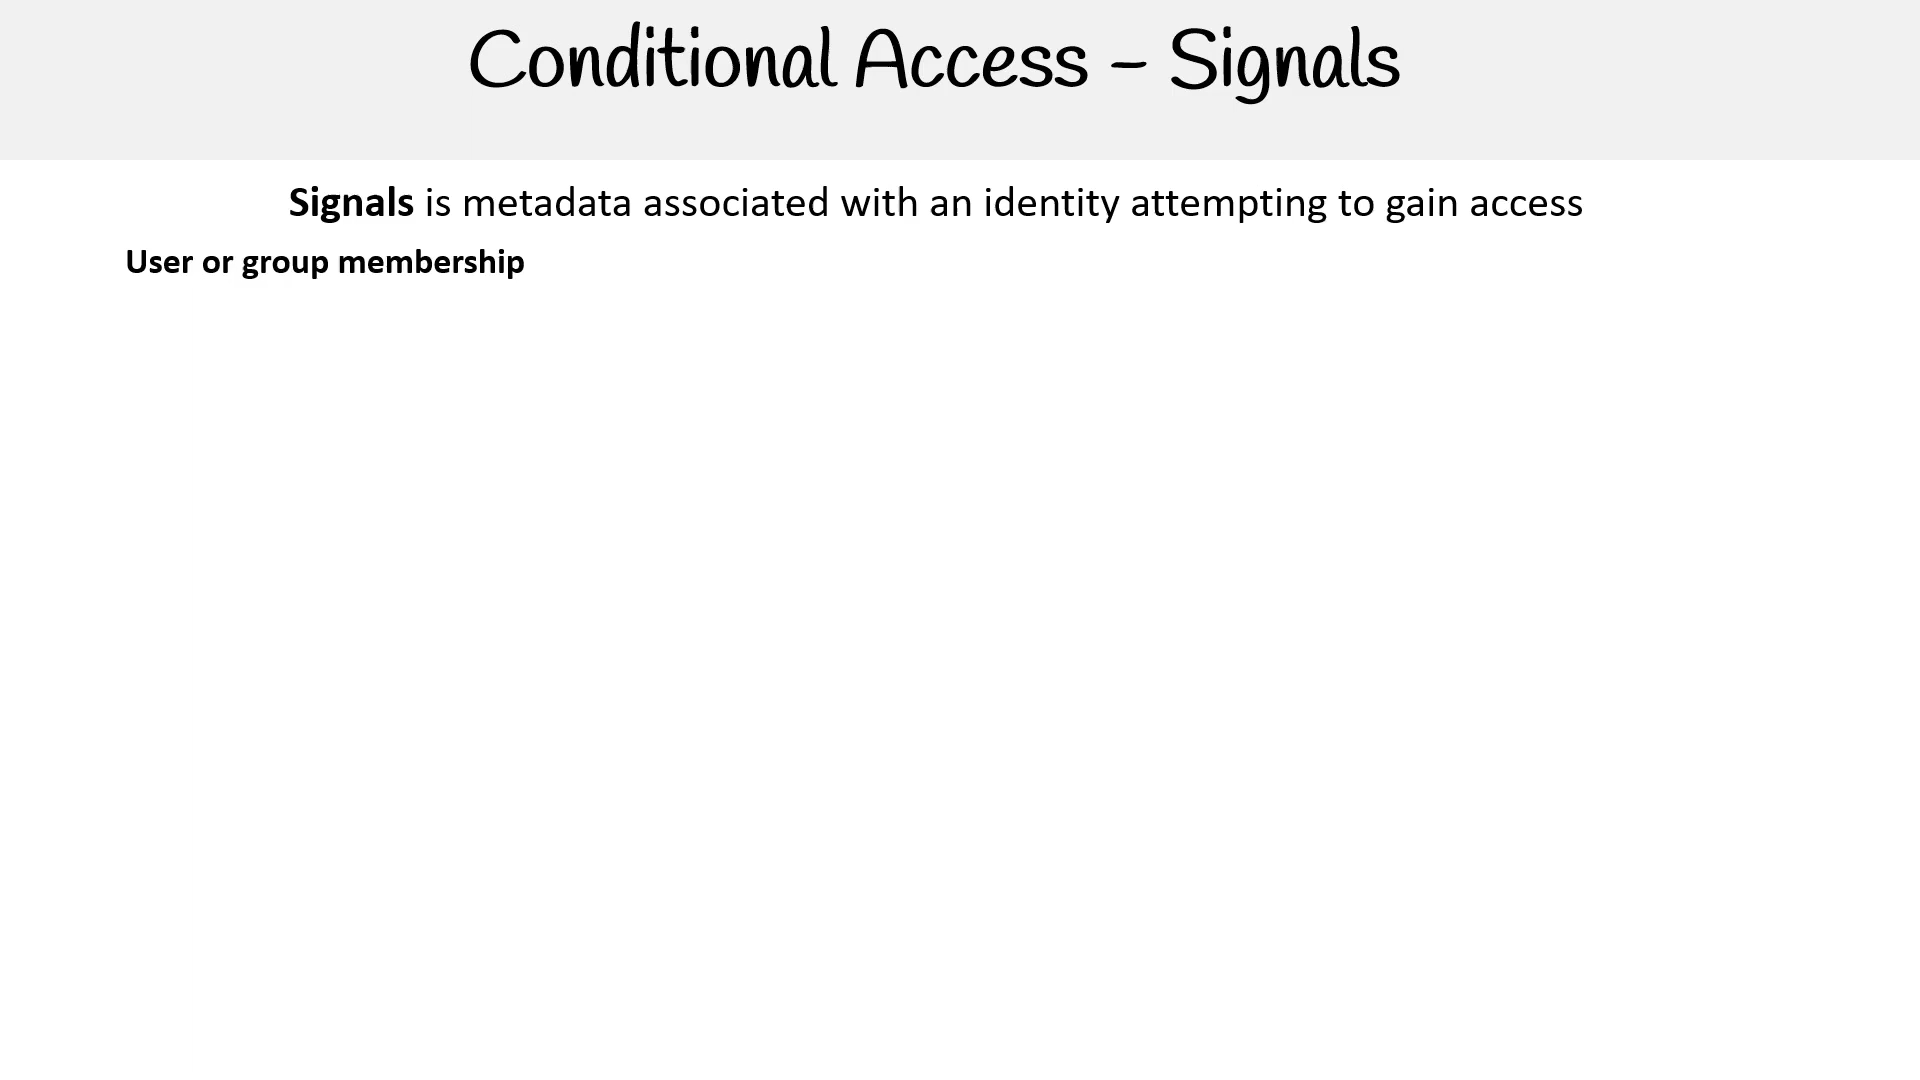 Conditional Access – Signals
Signals is metadata associated with an identity attempting to gain access
User or group membership